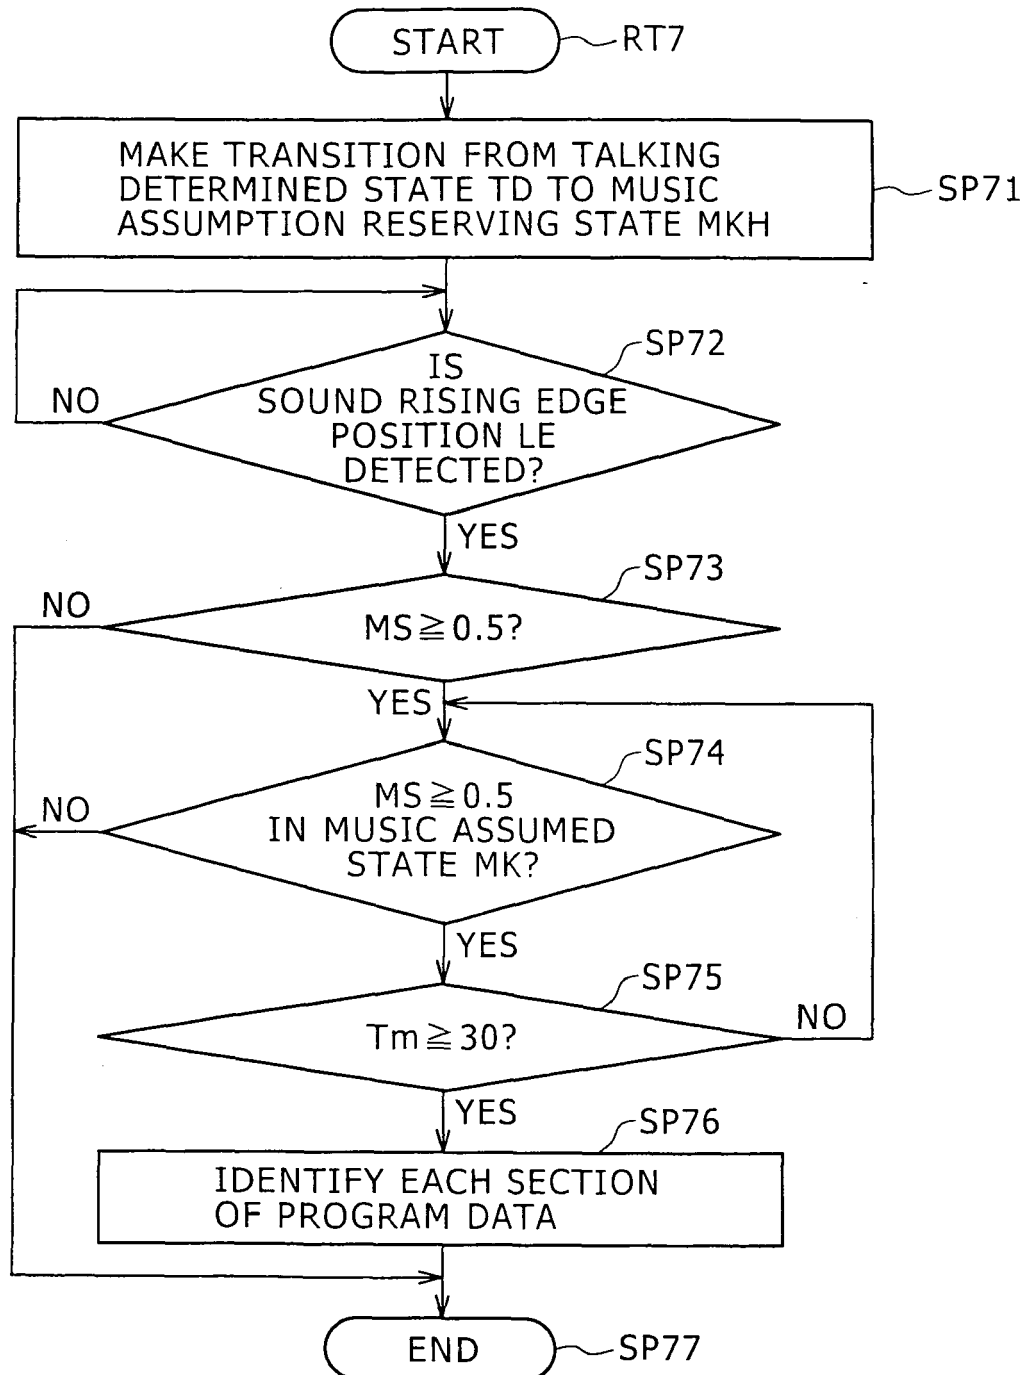 START
RT7
MAKE TRANSITION FROM TALKING
DETERMINED STATE TD TO MUSIC
ASSUMPTION RESERVING STATE MKH
SP71
SP72
IS
SOUND RISING EDGE
POSITION LE
DETECTED?
NO
YES
SP73
NO
MS≧0.5?
YES
SP74
NO
MS≧0.5
IN MUSIC ASSUMED
STATE MK?
YES
SP75
Tm≧30?
NO
YES
SP76
IDENTIFY EACH SECTION
OF PROGRAM DATA
END
SP77